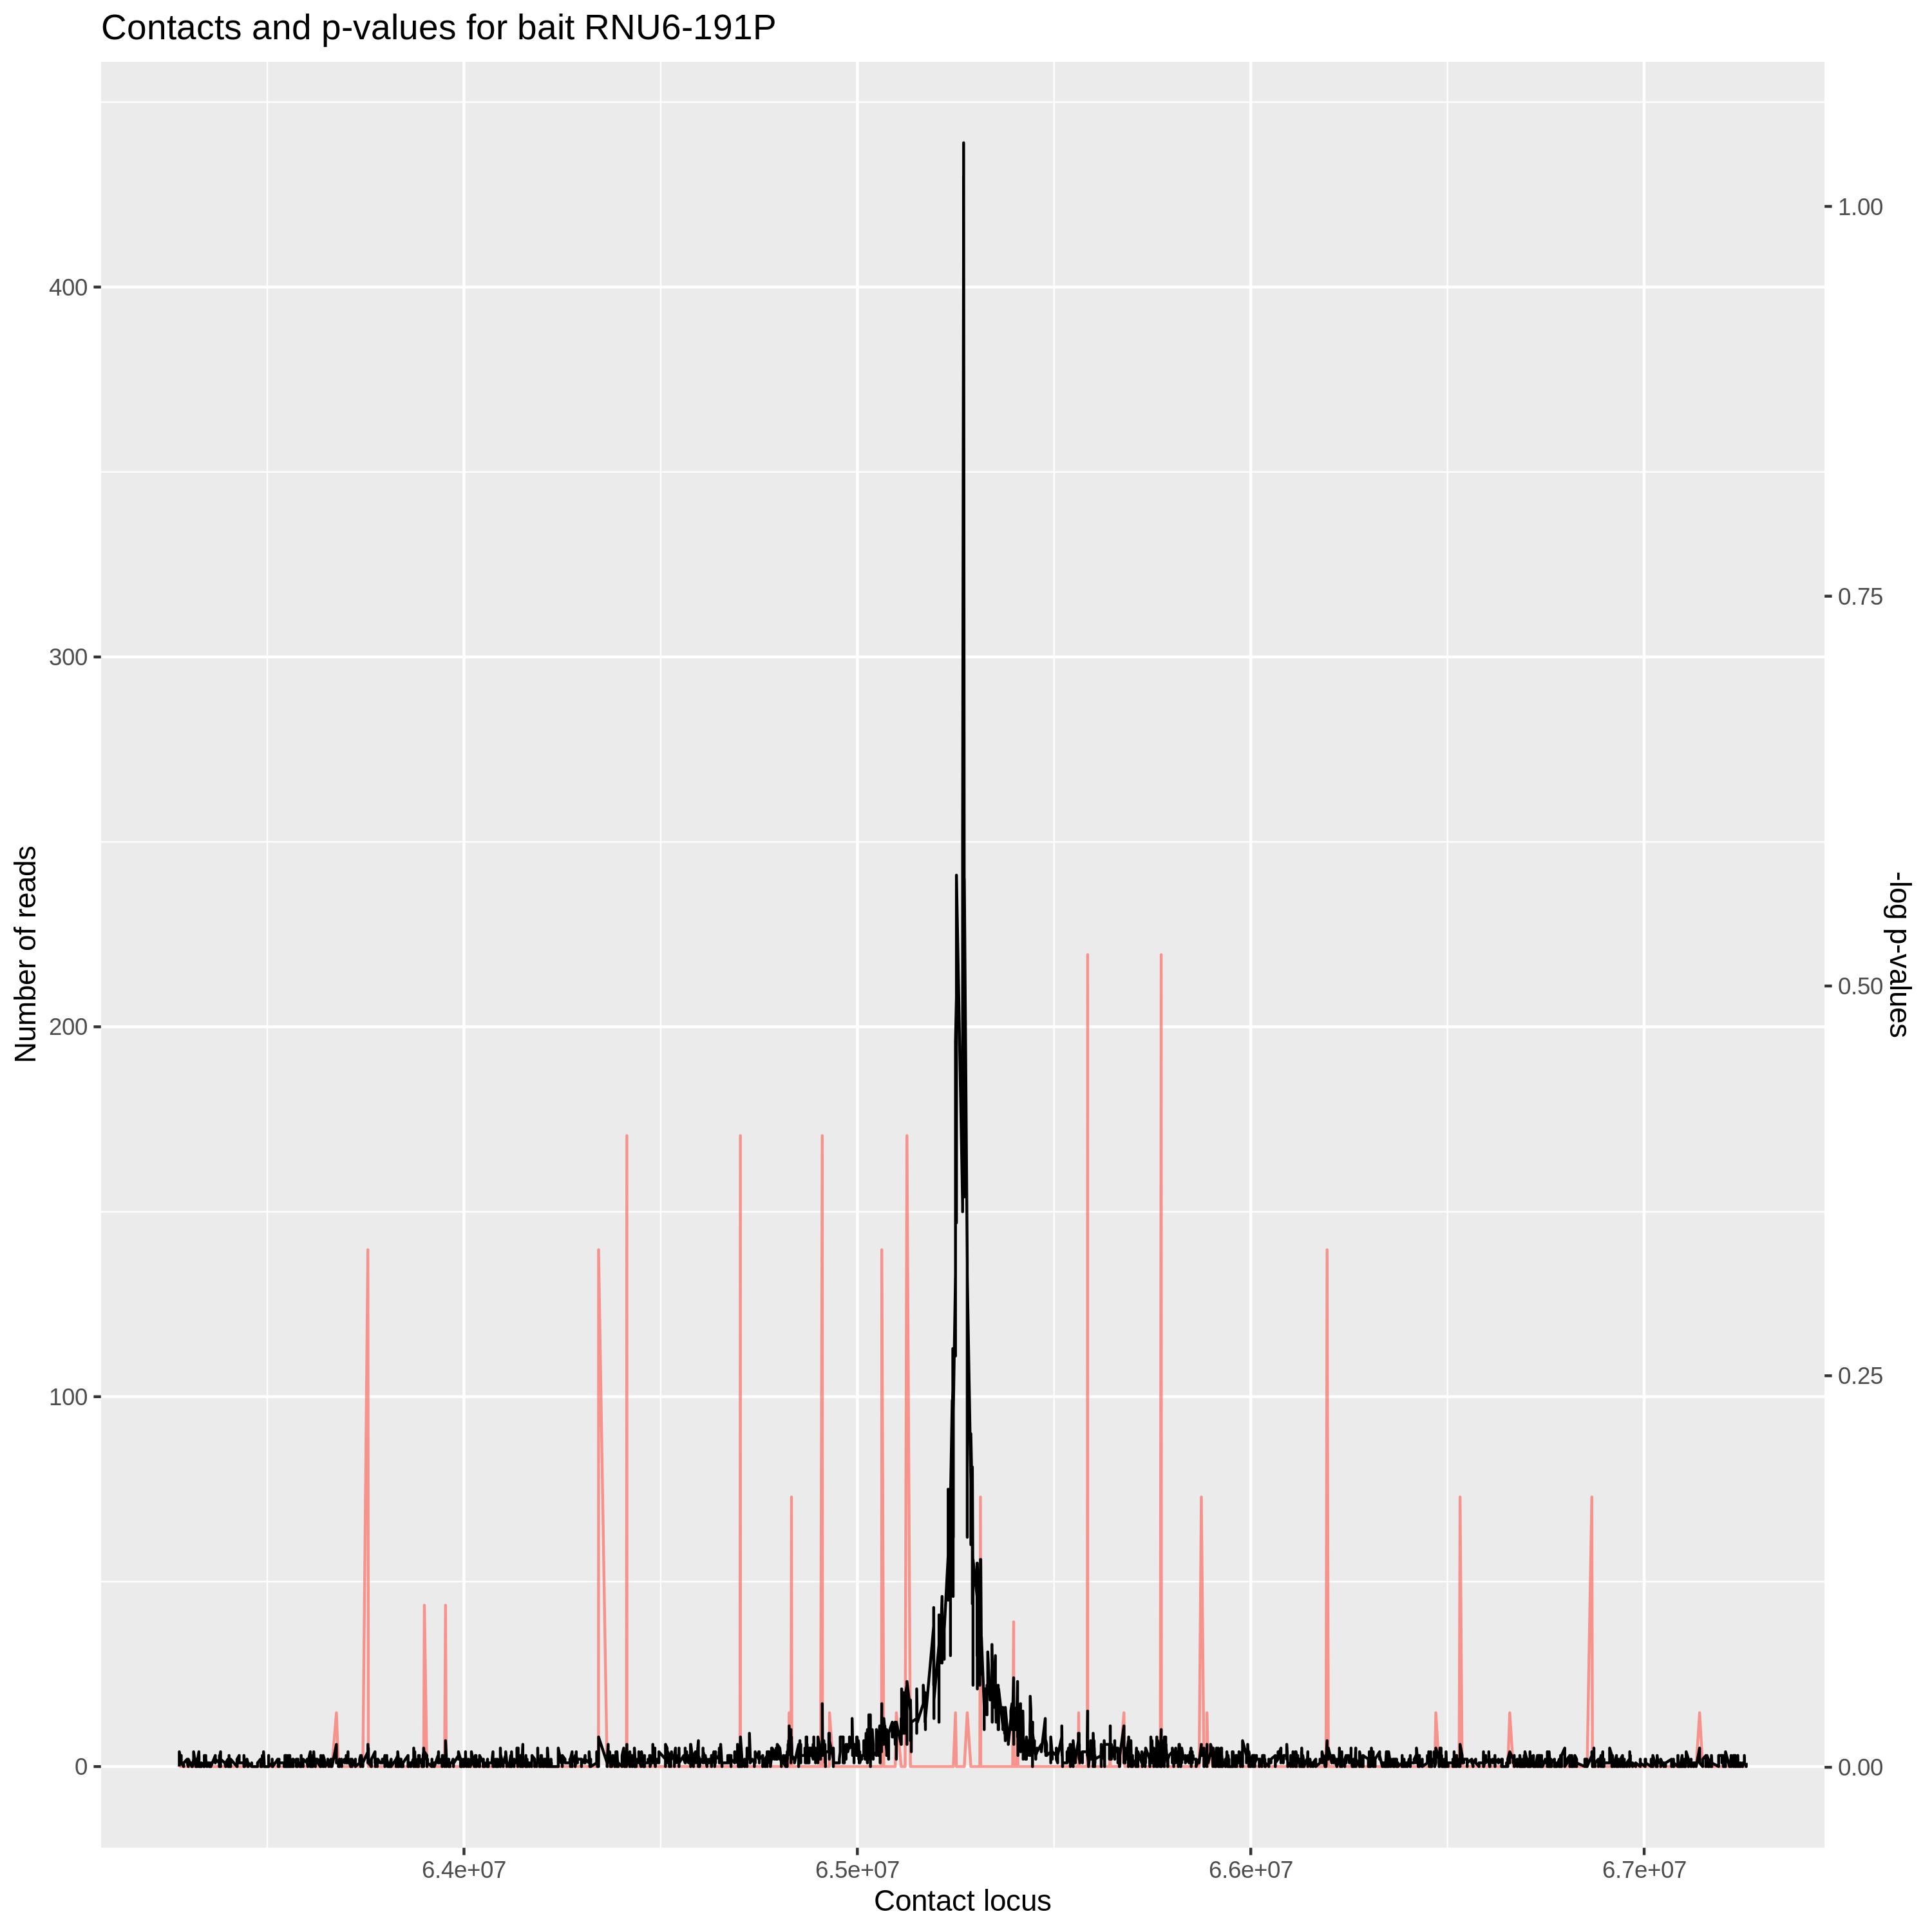 Contacts and p-values for bait RNU6-191P
400
300
200
100
0
Number of reads
1.00
0.75
0.50
0.25
0.00
-log p-values
6.4e+07
6.5e+07
6.6e+07
6.7e+07
Contact locus